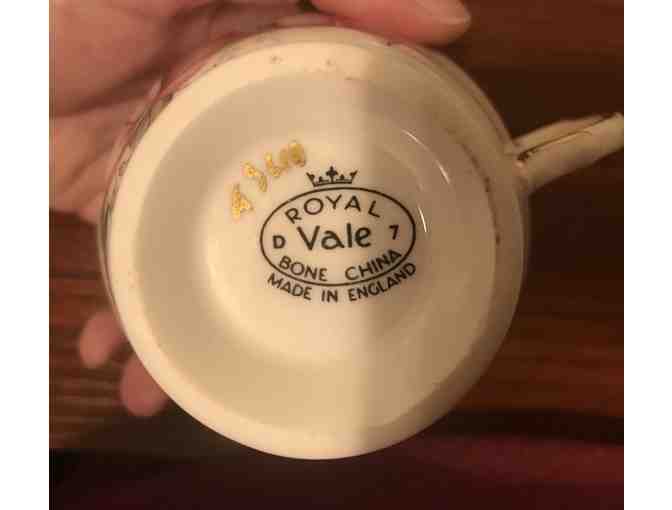 ROYAL
D Vale 7
BONE CHINA
MADE IN ENGLAND